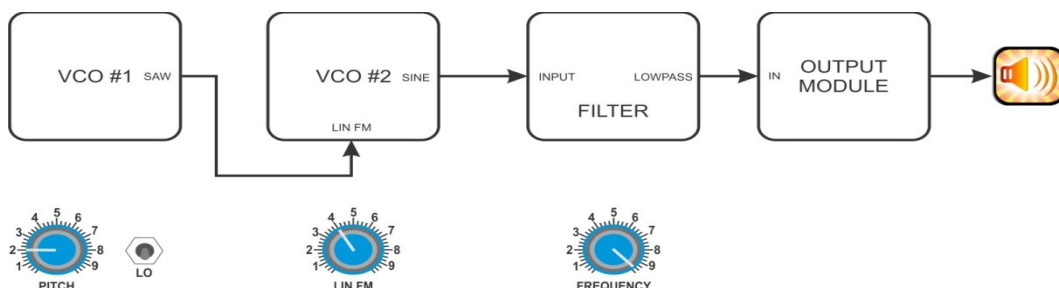 VCO #1 SAW
VCO #2 SINE
LIN FM
INPUT LOWPASS
FILTER
IN
OUTPUT
MODULE
1 2 3 4 5 6 7 8 9
PITCH
LO
1 2 3 4 5 6 7 8 9
LIN FM
1 2 3 4 5 6 7 8 9
FREQUENCY